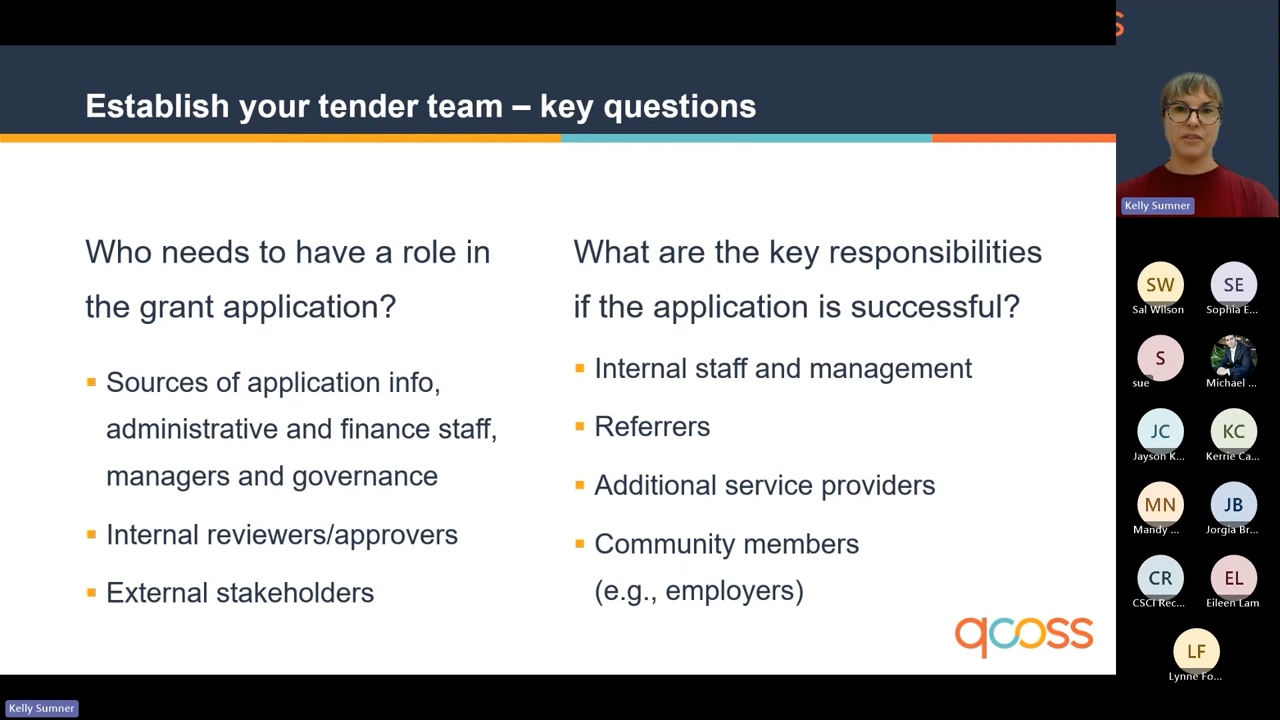 Establish your tender team – key questions
Who needs to have a role in
the grant application?
Sources of application info,
administrative and finance staff,
managers and governance
Internal reviewers/approvers
External stakeholders
What are the key responsibilities
if the application is successful?
Internal staff and management
Referrers
Additional service providers
Community members
(e.g., employers)
qcoss
S
Kelly Sumner
SW
Sal Wilson
SE
Sophia E...
S
sue
Michael ...
JC
Jayson K...
KC
Kerrie Ca...
MN
Mandy ...
JB
Jorgia Br...
CR
CSCI Rec...
EL
Eileen Lam
LF
Lynne Fo...
Kelly Sumner